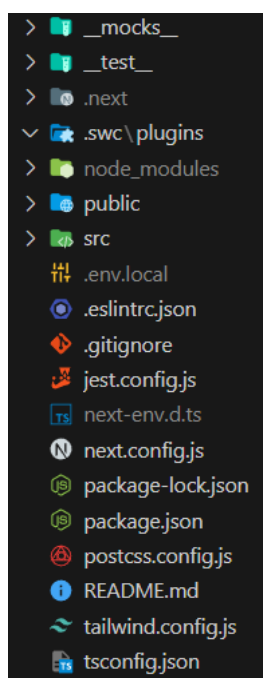 __mocks__
__test__
.next
.swc\plugins
node_modules
public
src
.env.local
.eslintrc.json
.gitignore
jest.config.js
next-env.d.ts
next.config.js
package-lock.json
package.json
postcss.config.js
README.md
tailwind.config.js
tsconfig.json